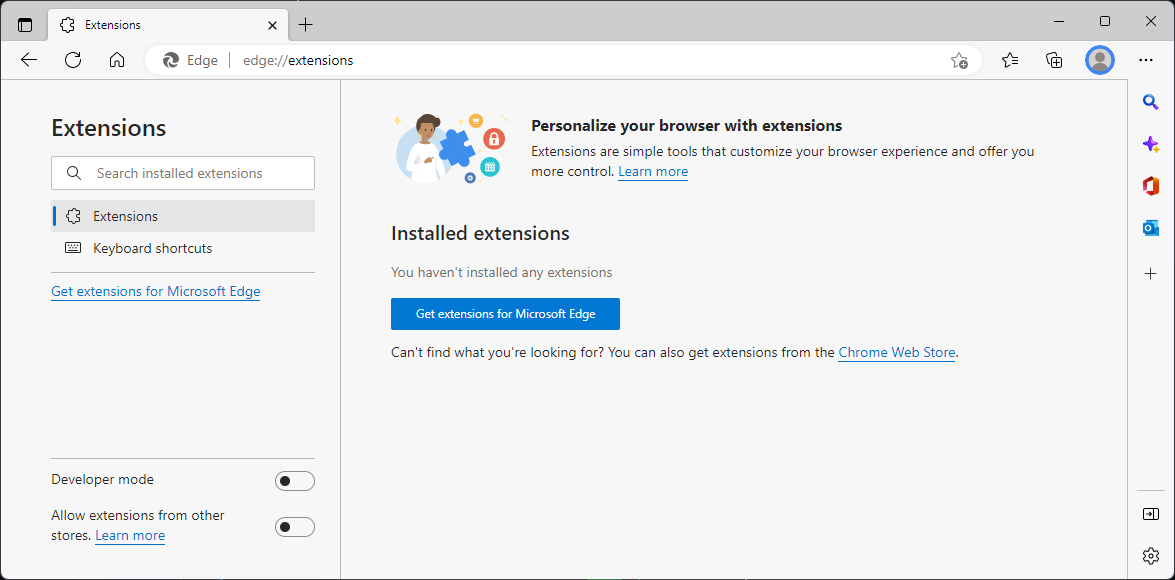 Extensions
Edge
edge://extensions
Extensions
Search installed extensions
Extensions
Keyboard shortcuts
Get extensions for Microsoft Edge
Developer mode
Allow extensions from other
stores. Learn more
Personalize your browser with extensions
Extensions are simple tools that customize your browser experience and offer you
more control. Learn more
Installed extensions
You haven't installed any extensions
Get extensions for Microsoft Edge
Can't find what you're looking for? You can also get extensions from the Chrome Web Store.